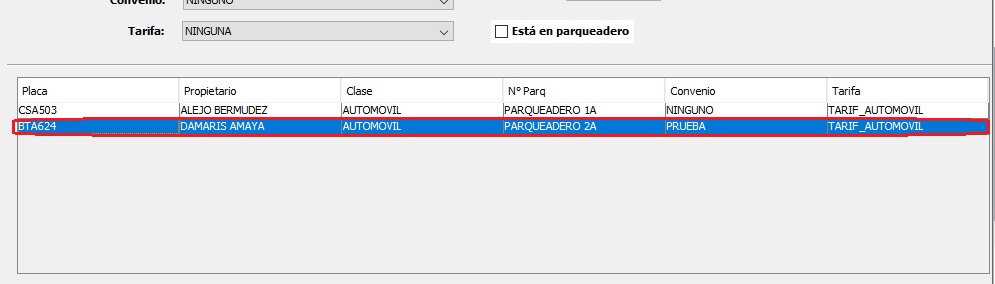 Convenio: NINGUNO
Tarifa: NINGUNA Está en parqueadero
Placa Propietario Clase N° Parq Convenio Tarifa
CSA503 ALEJO BERMUDEZ AUTOMOVIL PARQUEADERO 1A NINGUNO TARIF_AUTOMOVIL
BTA624 DAMARIS AMAYA AUTOMOVIL PARQUEADERO 2A PRUEBA TARIF_AUTOMOVIL